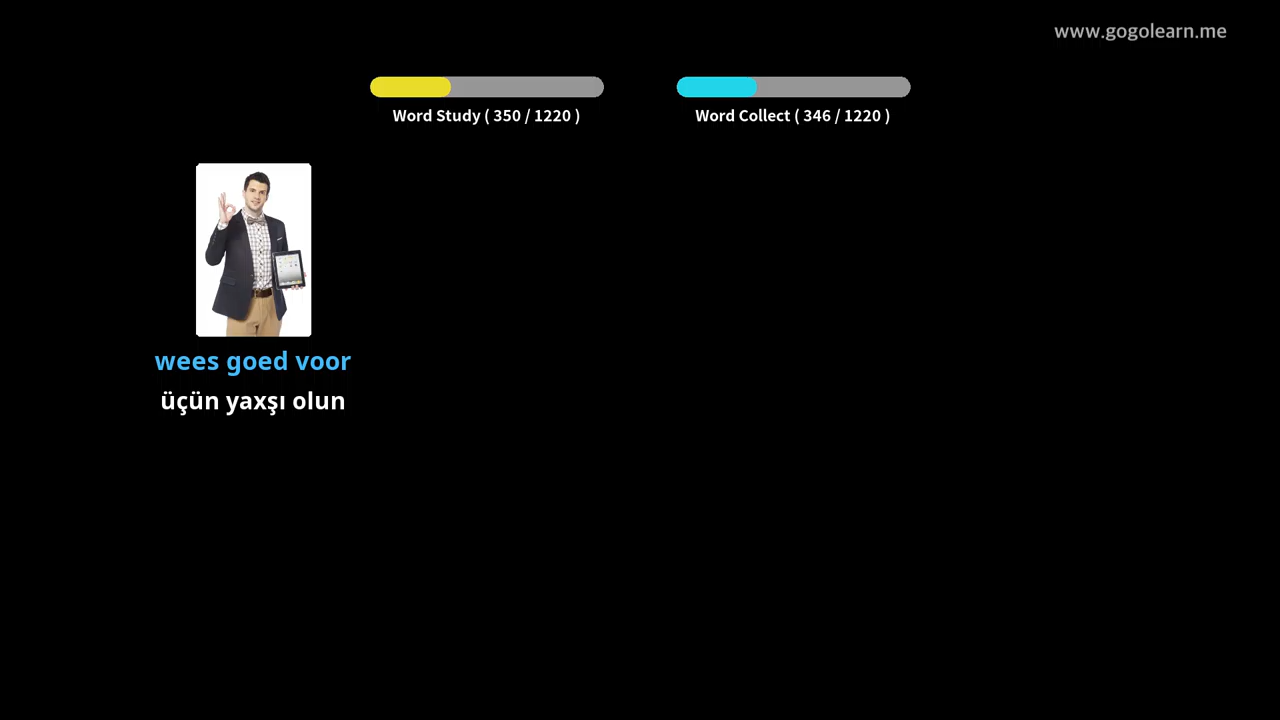 www.gogolearn.me
Word Study ( 350 / 1220 )
Word Collect ( 346 / 1220 )
wees goed voor
üçün yaxşı olun